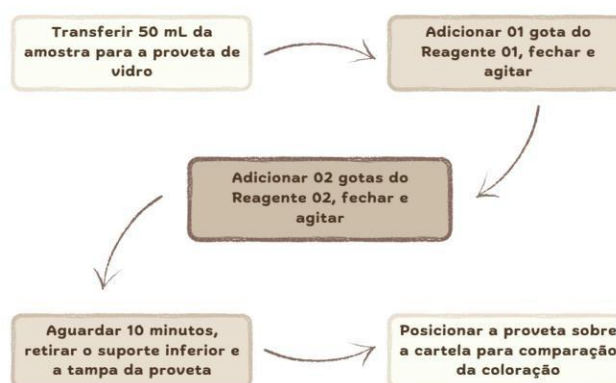 Transferir 50 mL da
amostra para a proveta de
vidro
Adicionar 01 gota do
Reagente 01, fechar e
agitar
Adicionar 02 gotas do
Reagente 02, fechar e
agitar
Aguardar 10 minutos,
retirar o suporte inferior e
a tampa da proveta
Posicionar a proveta sobre
a cartela para comparação
da coloração